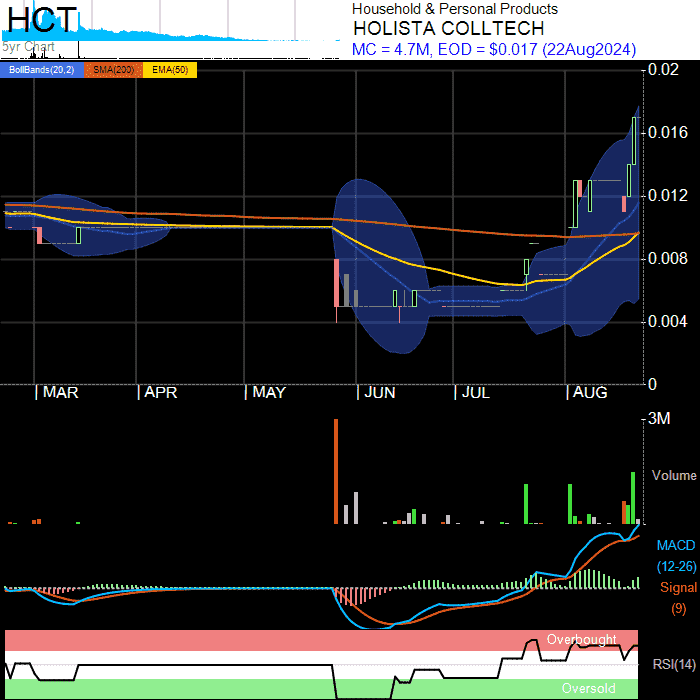 HCT
5yr Chart
Household & Personal Products
HOLISTA COLLTECH
MC = 4.7M, EOD = $0.017 (22Aug2024)
BollBands(20,2) SMA(200) EMA(50)
0.02
0.016
0.012
0.008
0.004
0
MAR APR MAY JUN JUL AUG
3M
Volume
MACD
(12-26)
Signal
(9)
Overbought
RSI(14)
Oversold